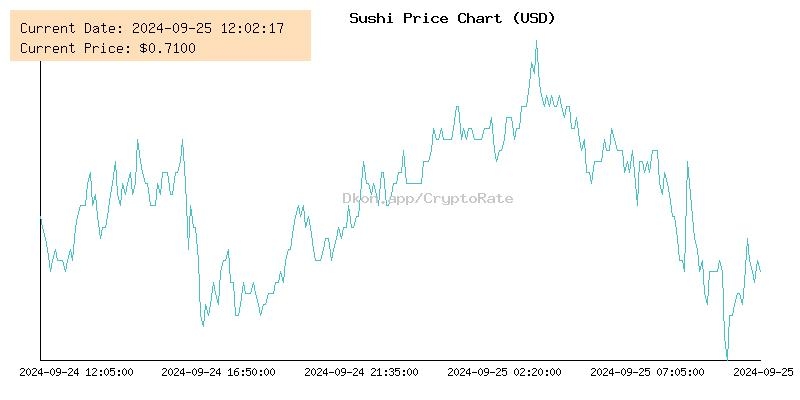 Sushi Price Chart (USD)
Current Date: 2024-09-25 12:02:17
Current Price: $0.7100
Dkon.app/CryptoRate
2024-09-24 12:05:00 2024-09-24 16:50:00 2024-09-24 21:35:00 2024-09-25 02:20:00 2024-09-25 07:05:00 2024-09-25